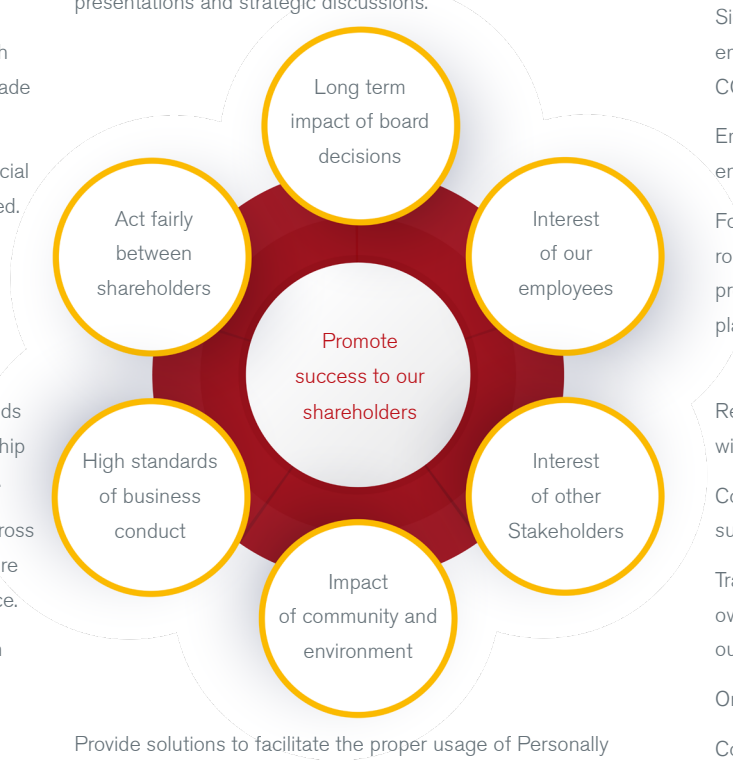 presentations and strategic discussions.
Long term
impact of board
decisions
Act fairly
between
shareholders
Interest
of our
employees
Promote
success to our
shareholders
High standards
of business
conduct
Interest
of other
Stakeholders
Impact
of community and
environment
Provide solutions to facilitate the proper usage of Personally